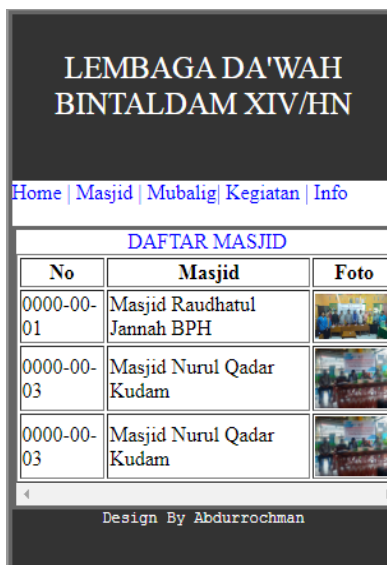 LEMBAGA DA'WAH
BINTALDAM XIV/HN
Home | Masjid | Mubalig| Kegiatan | Info
DAFTAR MASJID
No Masjid Foto
0000-00-01 Masjid Raudhatul Jannah BPH
0000-00-03 Masjid Nurul Qadar Kudam
0000-00-03 Masjid Nurul Qadar Kudam
Design By Abdurrochman